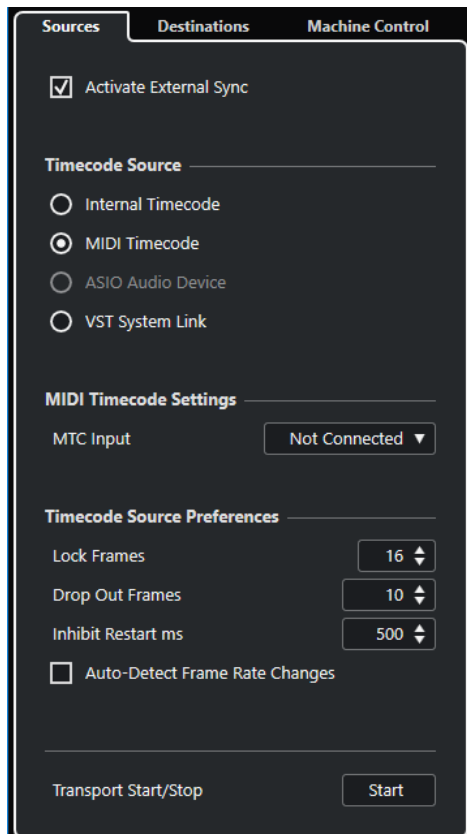 Sources Destinations Machine Control
Activate External Sync
Timecode Source
Internal Timecode
MIDI Timecode
ASIO Audio Device
VST System Link
MIDI Timecode Settings
MTC Input Not Connected
Timecode Source Preferences
Lock Frames 16
Drop Out Frames 10
Inhibit Restart ms 500
Auto-Detect Frame Rate Changes
Transport Start/Stop Start